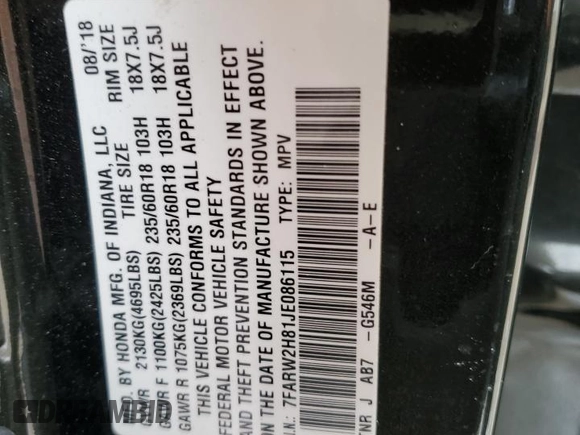 D. BY HONDA MFG. OF INDIANA, LLC 08/'18
WR 2130KG(4695LBS) TIRE SIZE RIM SIZE
GAWR F 1100KG(2425LBS) 235/60R18 103H 18X7.5J
GAWR R 1075KG(2369LBS) 235/60R18 103H 18X7.5J
THIS VEHICLE CONFORMS TO ALL APPLICABLE
FEDERAL MOTOR VEHICLE SAFETY
AND THEFT PREVENTION STANDARDS IN EFFECT
ON THE DATE OF MANUFACTURE SHOWN ABOVE.
I.N.: 7FARW2H81JE086115 TYPE: MPV
TNR J AB7 -G546M -A-E